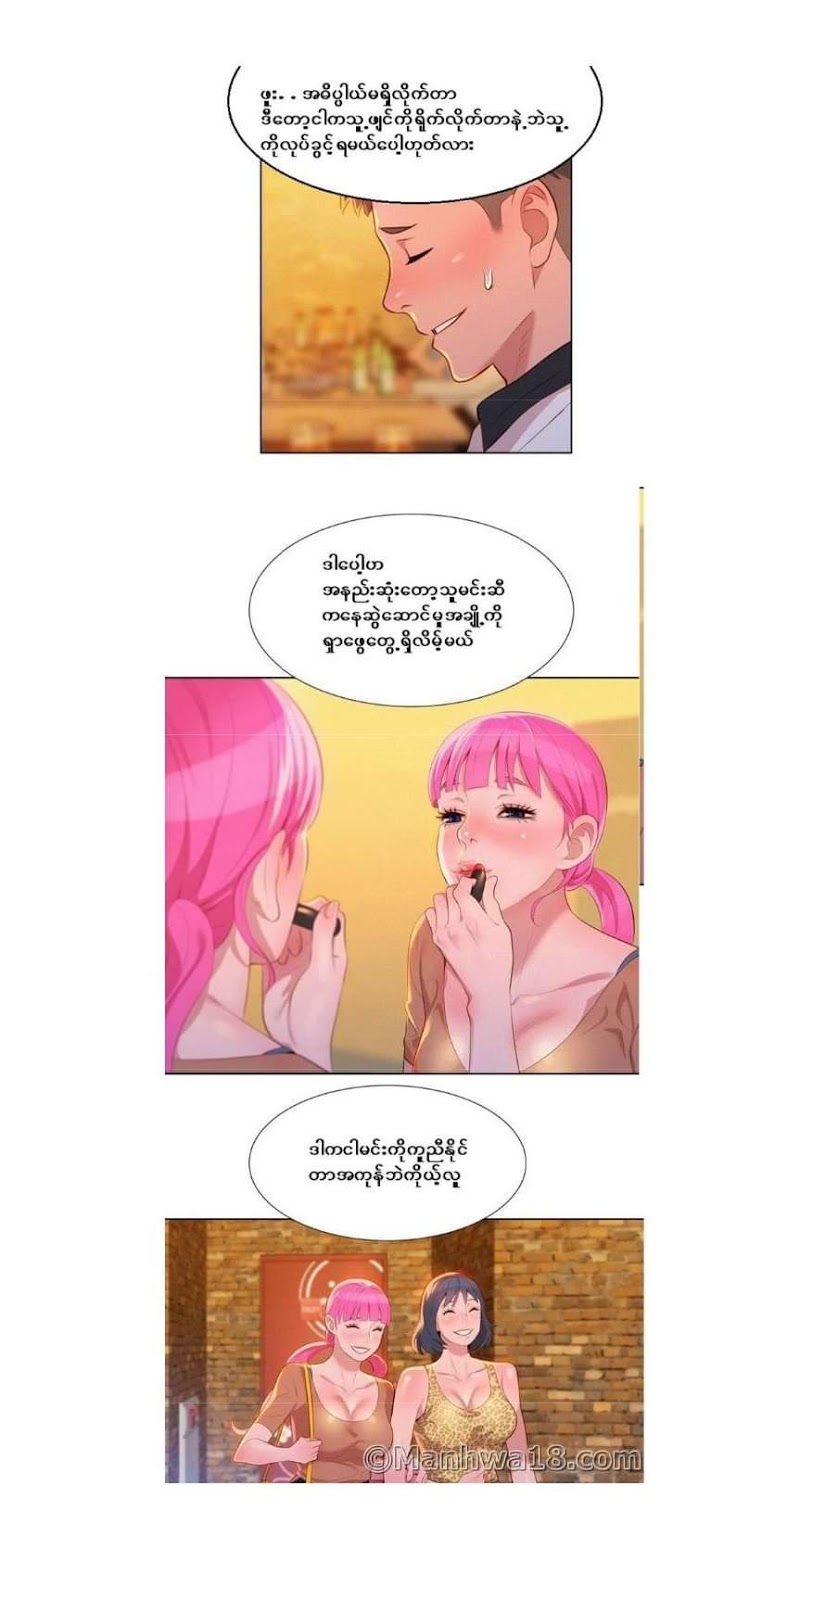 ဖူး. . အဓိပ္ပါယ်မရှိလိုက်တာ
ဒီတော့ငါကသူ့ဖျင်ကိုရိုက်လိုက်တာနဲ့ဘဲသူ့
ကိုလုပ်ခွင့်ရမယ်ပေါ့ဟုတ်လား
ဒါပေါ့ဟ
အနည်းဆုံးတော့သူမင်းဆီ
ကနေဆွဲဆောင်မှုအချို့ကို
ရှာဖွေတွေ့ရှိလိမ့်မယ်
ဒါကငါမင်းကိုကူညီနိုင်
တာအကုန်ဘဲကိုယ့်လူ
©Manhwa18.com